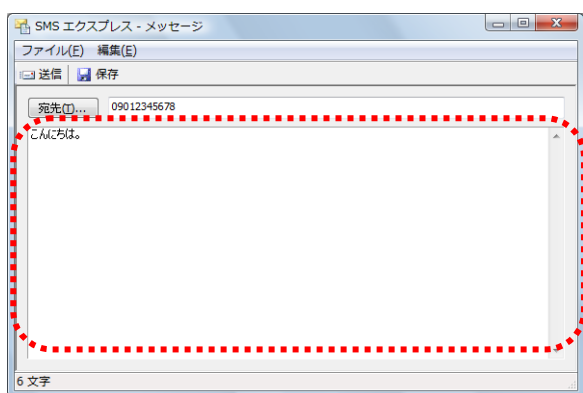 SMS エクスプレス - メッセージ
ファイル(F) 編集(E)
送信 保存
宛先(T)... 09012345678
こんにちは。
6 文字